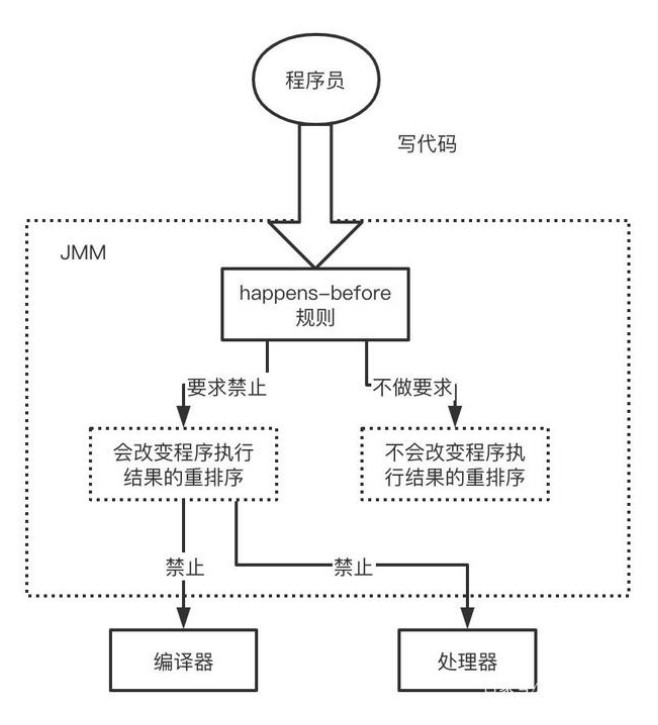 程序员
写代码
JMM
happens-before
规则
要求禁止
不做要求
会改变程序执行
结果的重排序
不会改变程序执
行结果的重排序
禁止
禁止
编译器
处理器